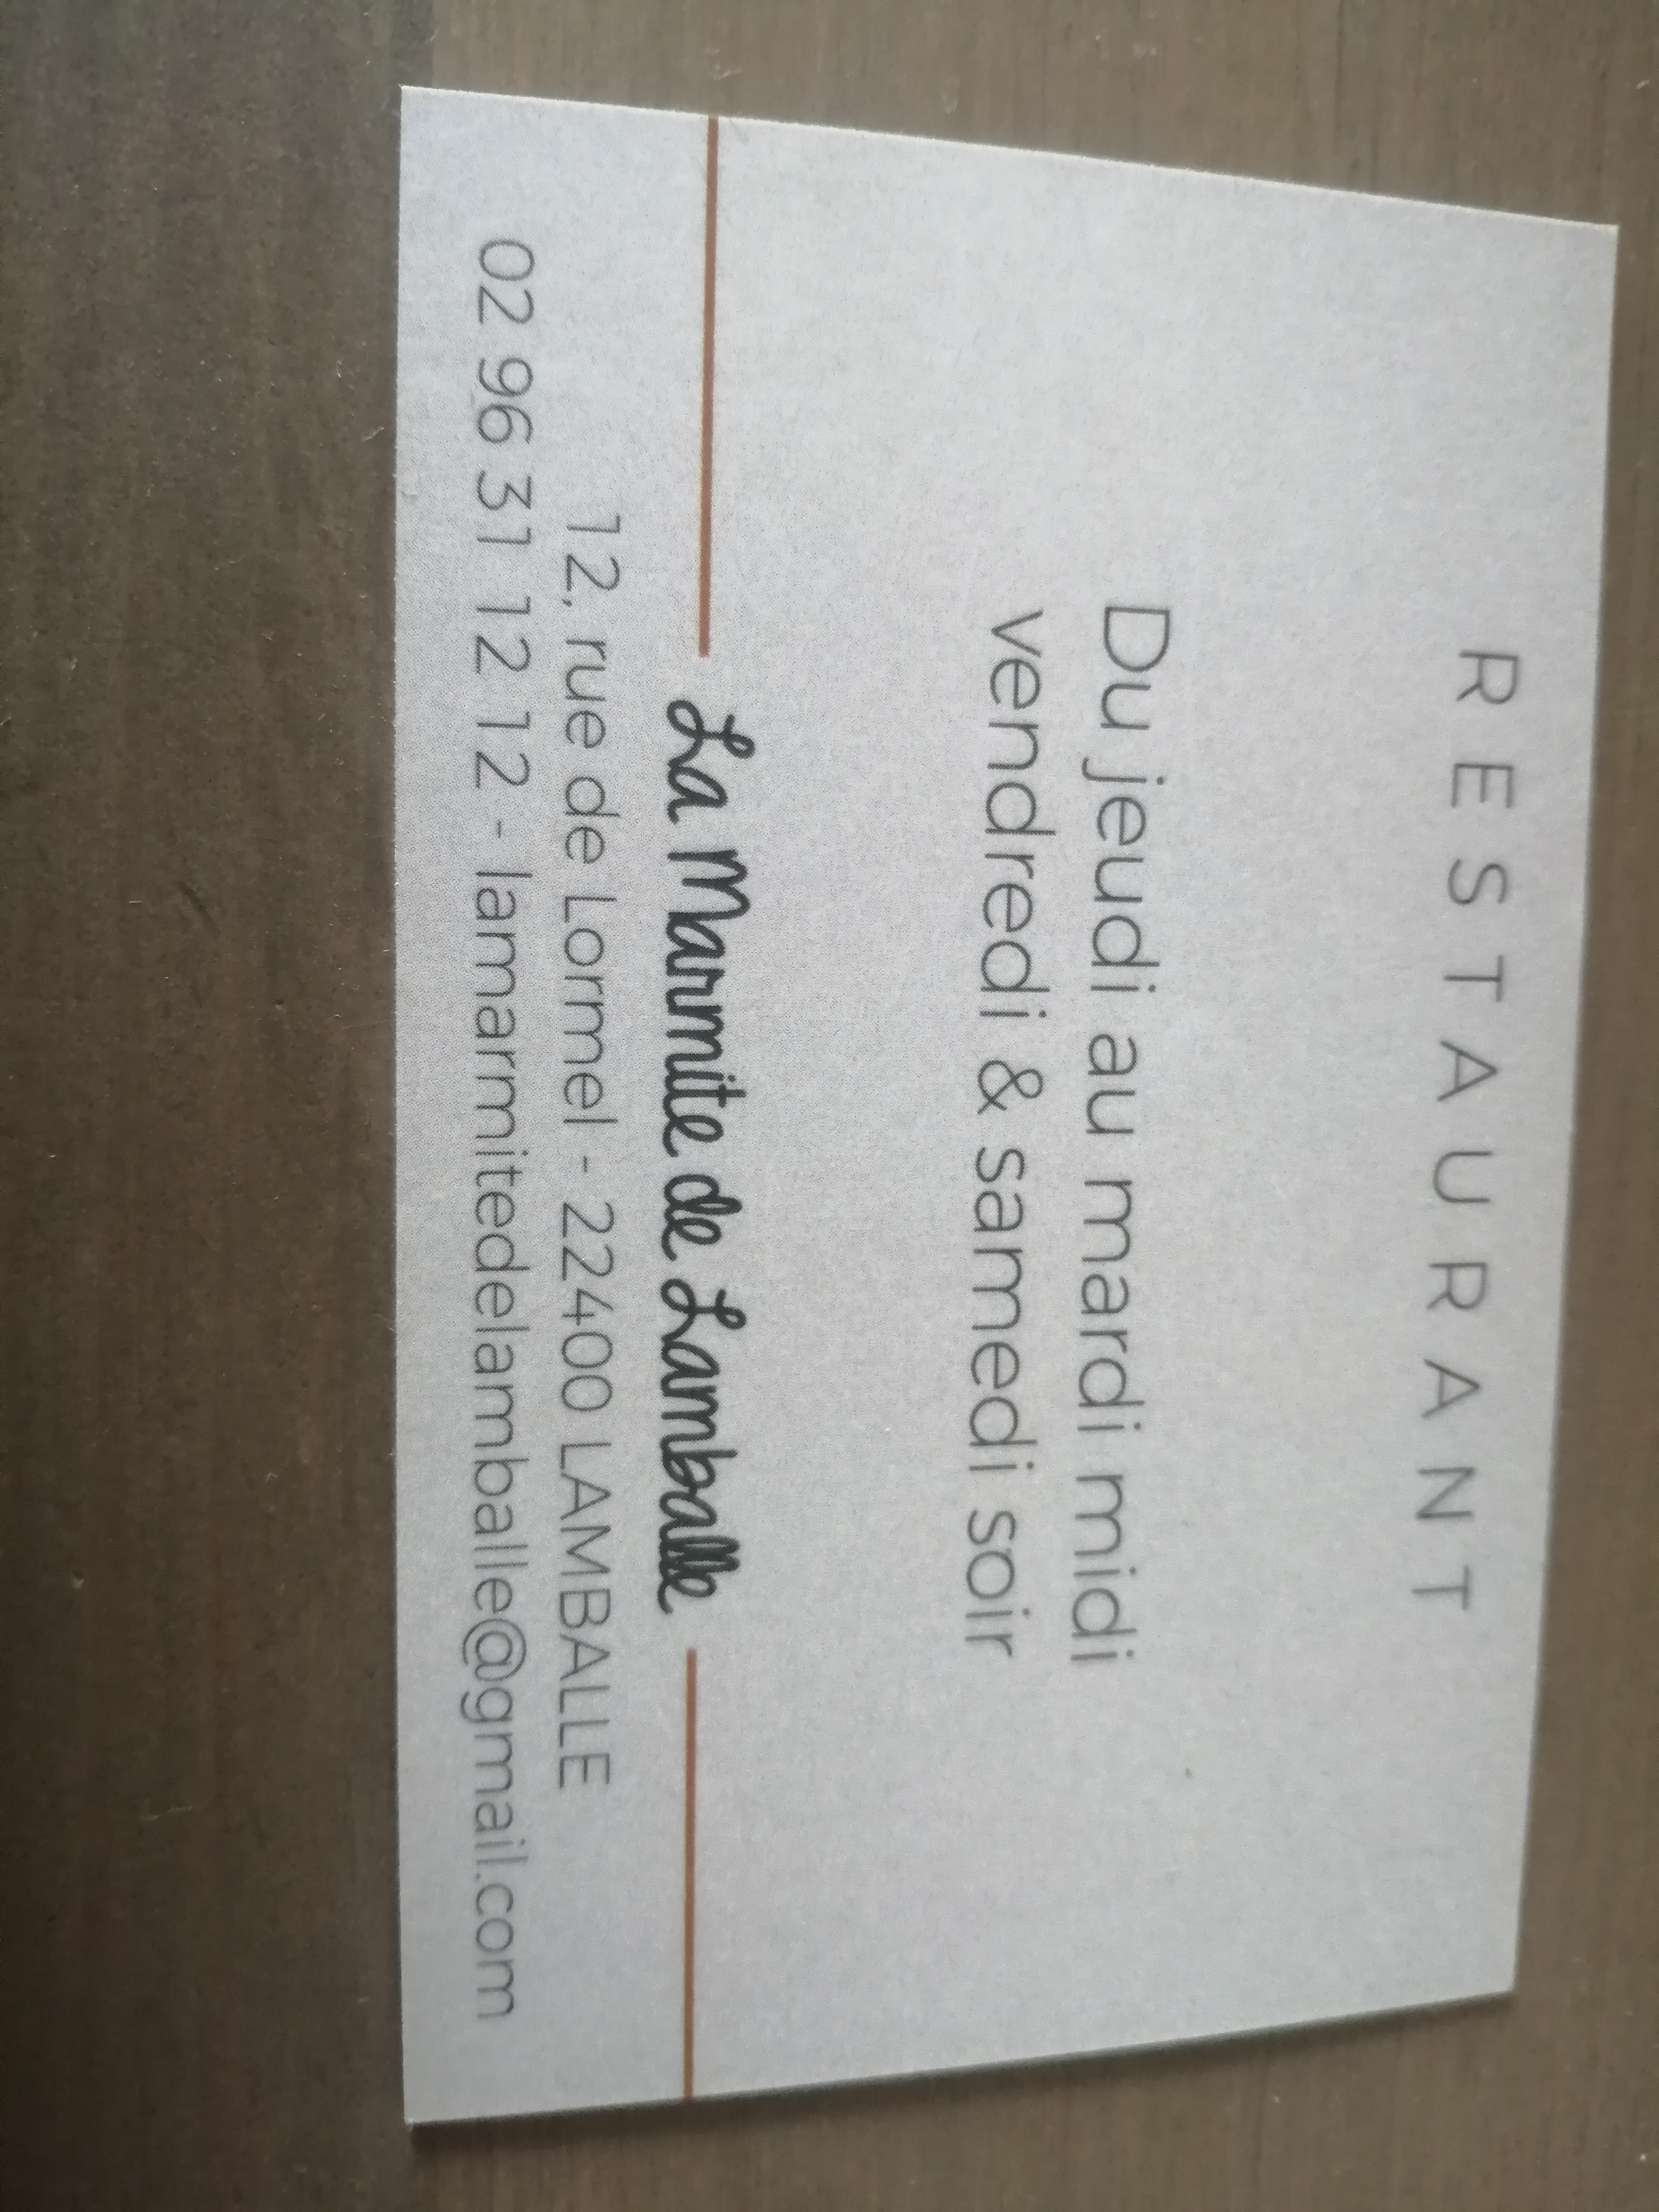 RESTAURANT
Du jeudi au mardi midi
vendredi & samedi soir
La Marmite de Lamballe
12, rue de Lormel - 22400 LAMBALLE
02 96 31 12 12 - lamarmitedelamballe@gmail.com